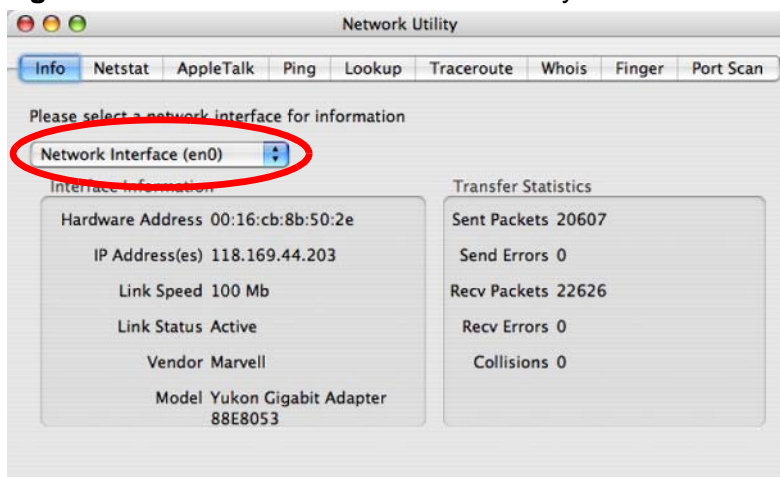 Network Utility
Info Netstat AppleTalk Ping Lookup Traceroute Whois Finger Port Scan
Please select a network interface for information
Network Interface (en0)
Interface Information
Hardware Address 00:16:cb:8b:50:2e
IP Address(es) 118.169.44.203
Link Speed 100 Mb
Link Status Active
Vendor Marvell
Model Yukon Gigabit Adapter
88E8053
Transfer Statistics
Sent Packets 20607
Send Errors 0
Recv Packets 22626
Recv Errors 0
Collisions 0